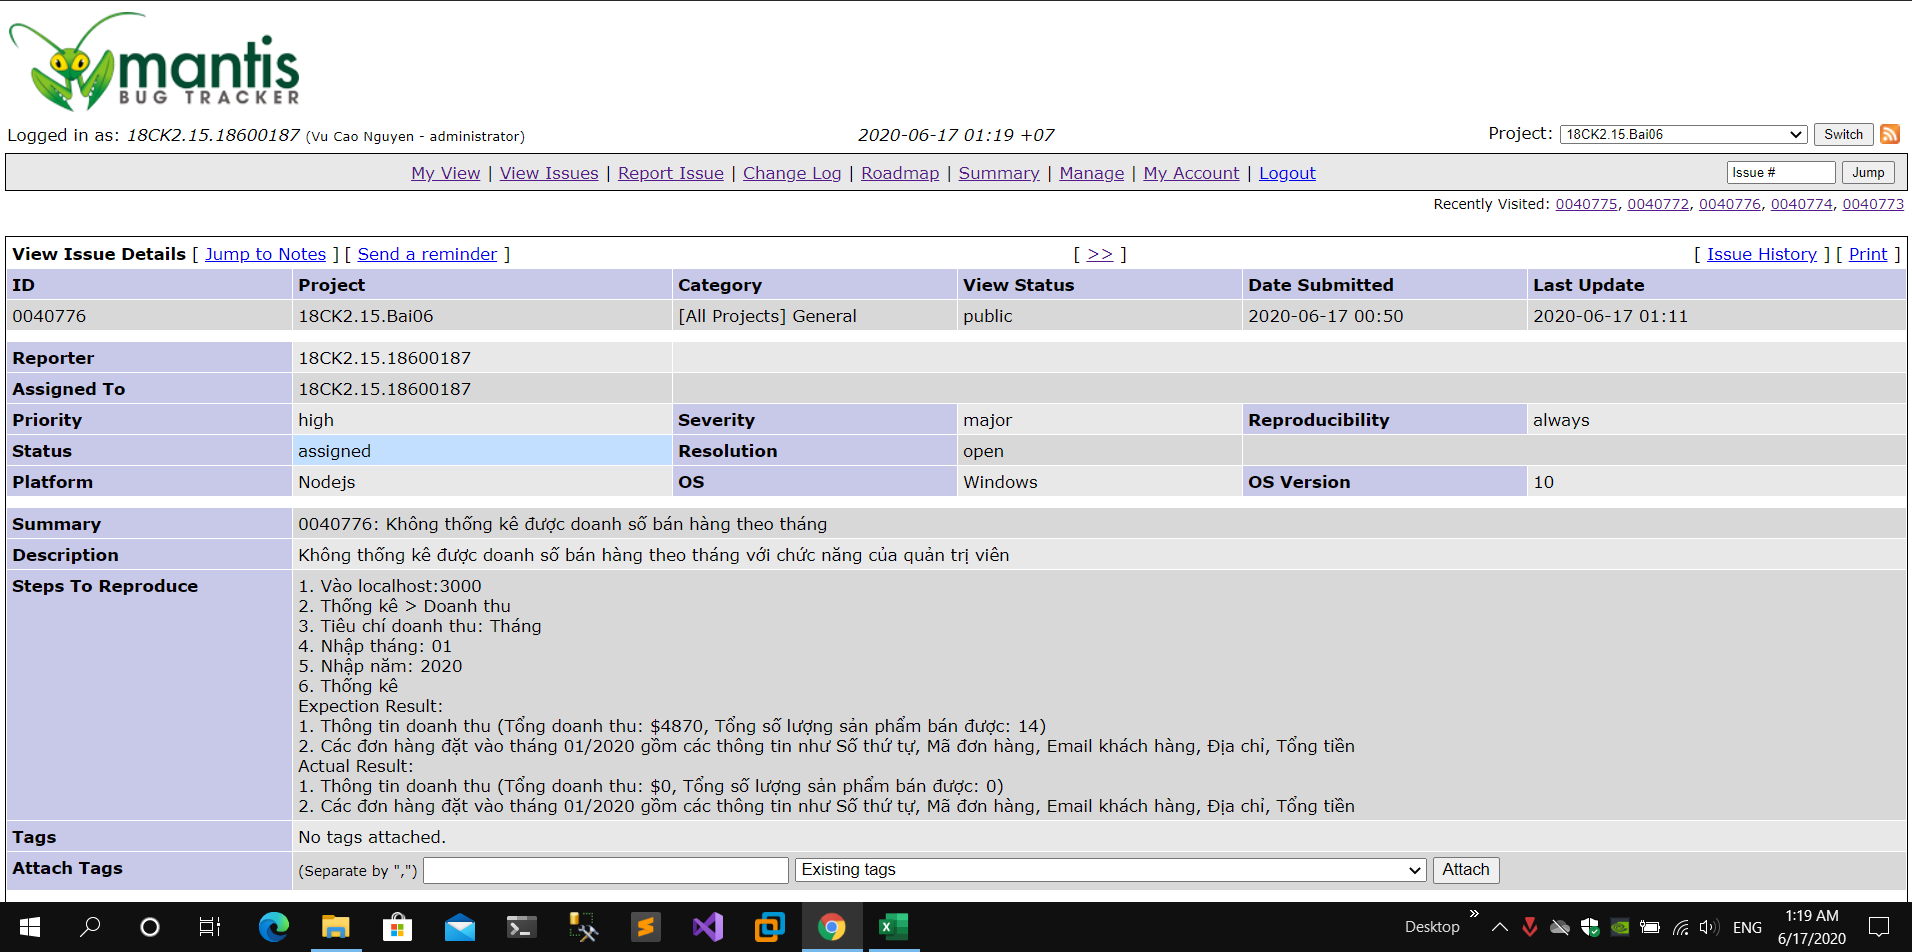 mantis
BUG TRACKER
Logged in as: 18CK2.15.18600187 (Vu Cao Nguyen - administrator)
2020-06-17 01:19 +07
Project: 18CK2.15.Bai06 Switch
My View | View Issues | Report Issue | Change Log | Roadmap | Summary | Manage | My Account | Logout
Issue # Jump
Recently Visited: 0040775, 0040772, 0040776, 0040774, 0040773
View Issue Details [ Jump to Notes ] [ Send a reminder ] [ >> ] [ Issue History ] [ Print ]
ID Project Category View Status Date Submitted Last Update
0040776 18CK2.15.Bai06 [All Projects] General public 2020-06-17 00:50 2020-06-17 01:11
Reporter 18CK2.15.18600187
Assigned To 18CK2.15.18600187
Priority high Severity major Reproducibility always
Status assigned Resolution open
Platform Nodejs OS Windows OS Version 10
Summary 0040776: Không thống kê được doanh số bán hàng theo tháng
Description Không thống kê được doanh số bán hàng theo tháng với chức năng của quản trị viên
Steps To Reproduce 1. Vào localhost:3000
2. Thống kê > Doanh thu
3. Tiêu chí doanh thu: Tháng
4. Nhập tháng: 01
5. Nhập năm: 2020
6. Thống kê
Expection Result:
1. Thông tin doanh thu (Tổng doanh thu: $4870, Tổng số lượng sản phẩm bán được: 14)
2. Các đơn hàng đặt vào tháng 01/2020 gồm các thông tin như Số thứ tự, Mã đơn hàng, Email khách hàng, Địa chỉ, Tổng tiền
Actual Result:
1. Thông tin doanh thu (Tổng doanh thu: $0, Tổng số lượng sản phẩm bán được: 0)
2. Các đơn hàng đặt vào tháng 01/2020 gồm các thông tin như Số thứ tự, Mã đơn hàng, Email khách hàng, Địa chỉ, Tổng tiền
Tags No tags attached.
Attach Tags (Separate by ",") Existing tags Attach
Desktop ENG 1:19 AM
6/17/2020